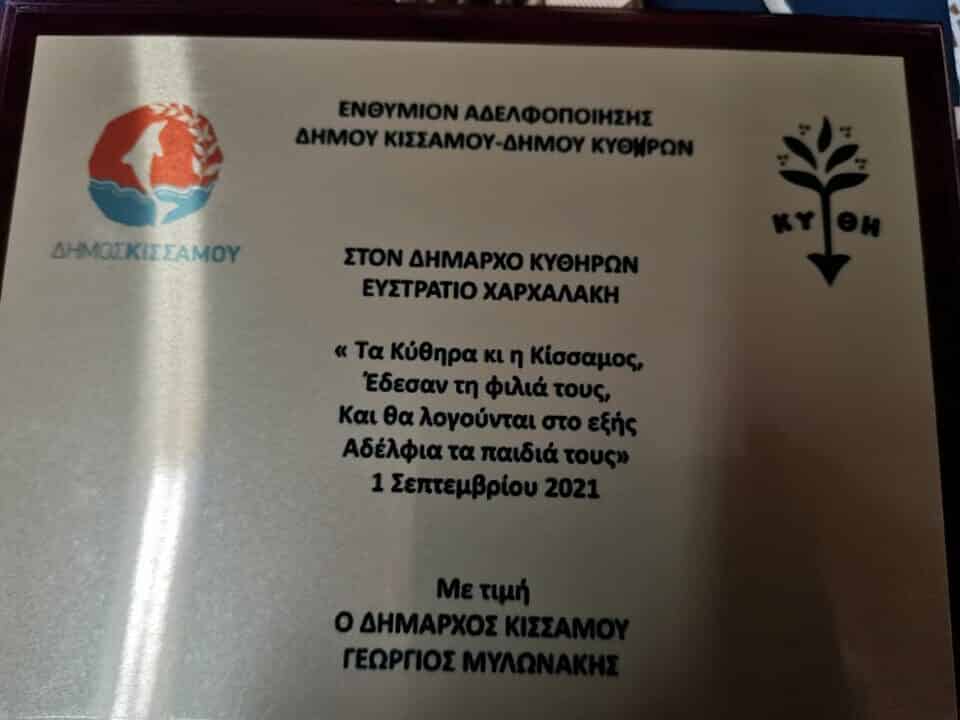 ΕΝΘΥΜΙΟΝ ΑΔΕΛΦΟΠΟΙΗΣΗΣ
ΔΗΜΟΥ ΚΙΣΣΑΜΟΥ-ΔΗΜΟΥ ΚΥΘΗΡΩΝ
ΔΗΜΟΣΚΙΣΣΑΜΟΥ
ΚΥΘΗ
ΣΤΟΝ ΔΗΜΑΡΧΟ ΚΥΘΗΡΩΝ
ΕΥΣΤΡΑΤΙΟ ΧΑΡΧΑΛΑΚΗ
« Τα Κύθηρα κι η Κίσσαμος,
Έδεσαν τη φιλιά τους,
Και θα λογούνται στο εξής
Αδέλφια τα παιδιά τους»
1 Σεπτεμβρίου 2021
Με τιμή
Ο ΔΗΜΑΡΧΟΣ ΚΙΣΣΑΜΟΥ
ΓΕΩΡΓΙΟΣ ΜΥΛΩΝΑΚΗΣ